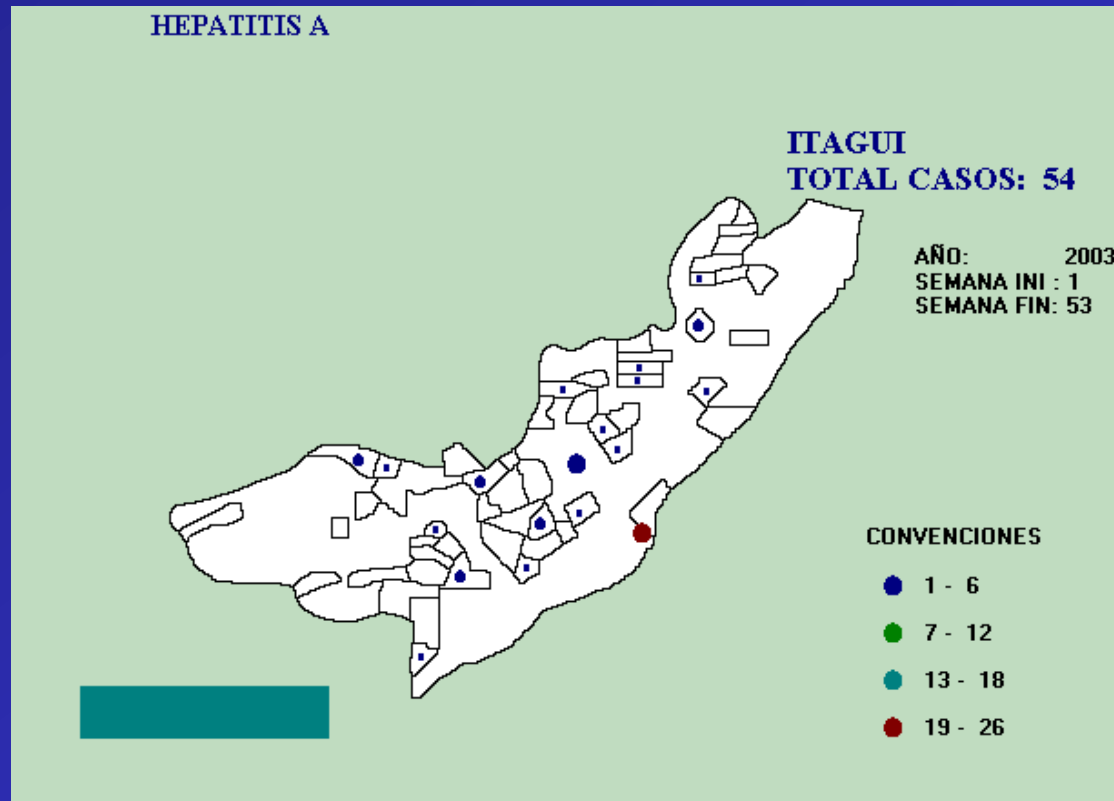 HEPATITIS A
ITAGUI
TOTAL CASOS: 54
AÑO: 2003
SEMANA INI : 1
SEMANA FIN: 53
CONVENCIONES
1 - 6
7 - 12
13 - 18
19 - 26